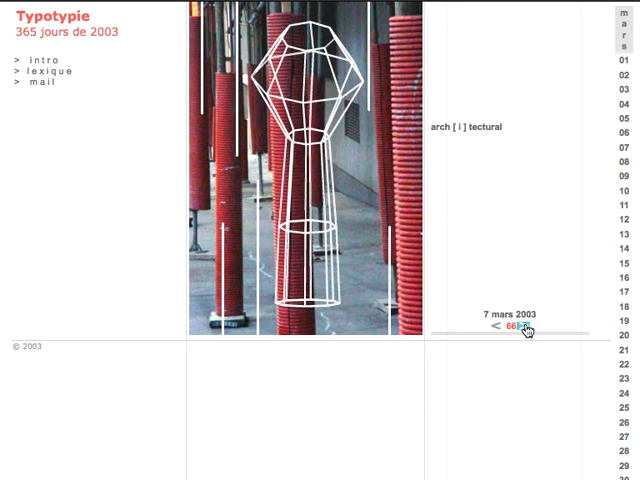 Typotypie
365 jours de 2003
> intro
> lexique
> mail
arch [ i ] tectural
7 mars 2003
< 66
© 2003
m
a
r
s
01
02
03
04
05
06
07
08
09
10
11
12
13
14
15
16
17
18
19
20
21
22
23
24
25
26
27
28
29
30